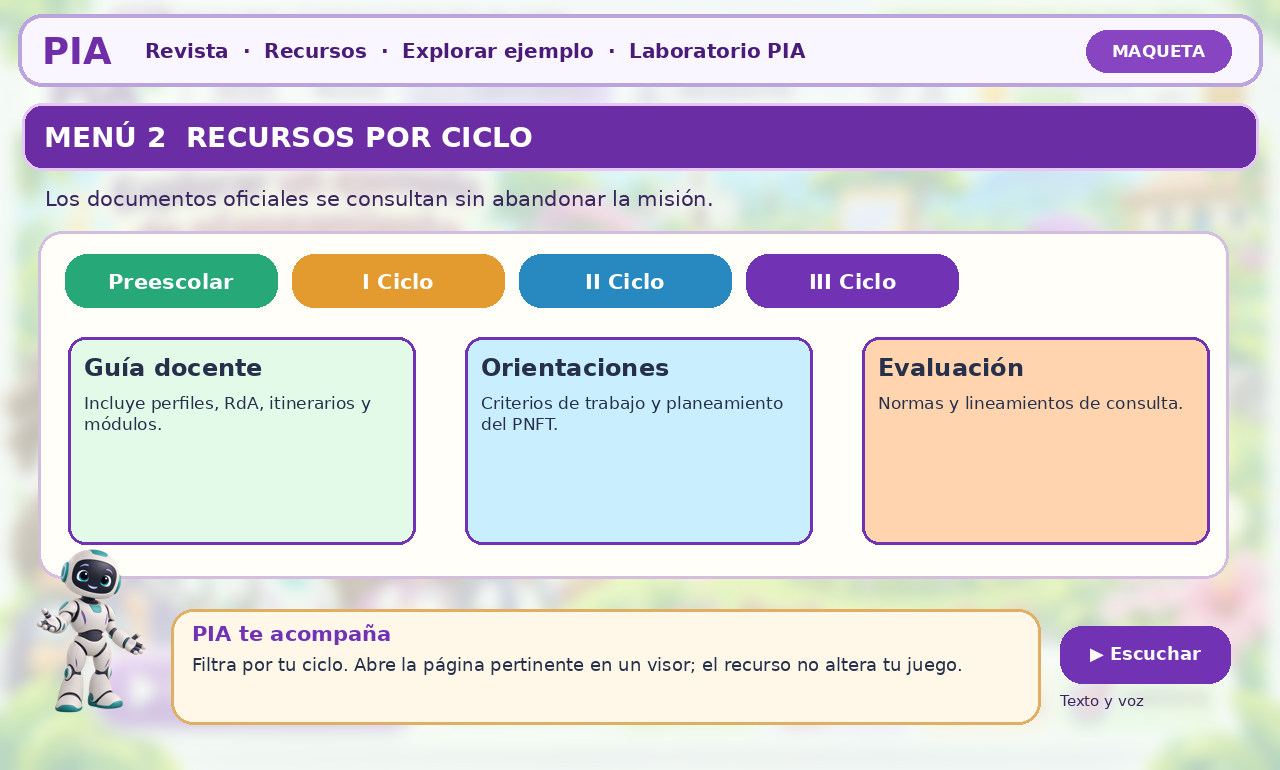 PIA
Revista · Recursos · Explorar ejemplo · Laboratorio PIA
MAQUETA
MENÚ 2 RECURSOS POR CICLO
Los documentos oficiales se consultan sin abandonar la misión.
Preescolar
I Ciclo
II Ciclo
III Ciclo
Guía docente
Incluye perfiles, RdA, itinerarios y
módulos.
Orientaciones
Criterios de trabajo y planeamiento
del PNFT.
Evaluación
Normas y lineamientos de consulta.
PIA te acompaña
Filtra por tu ciclo. Abre la página pertinente en un visor; el recurso no altera tu juego.
▶ Escuchar
Texto y voz